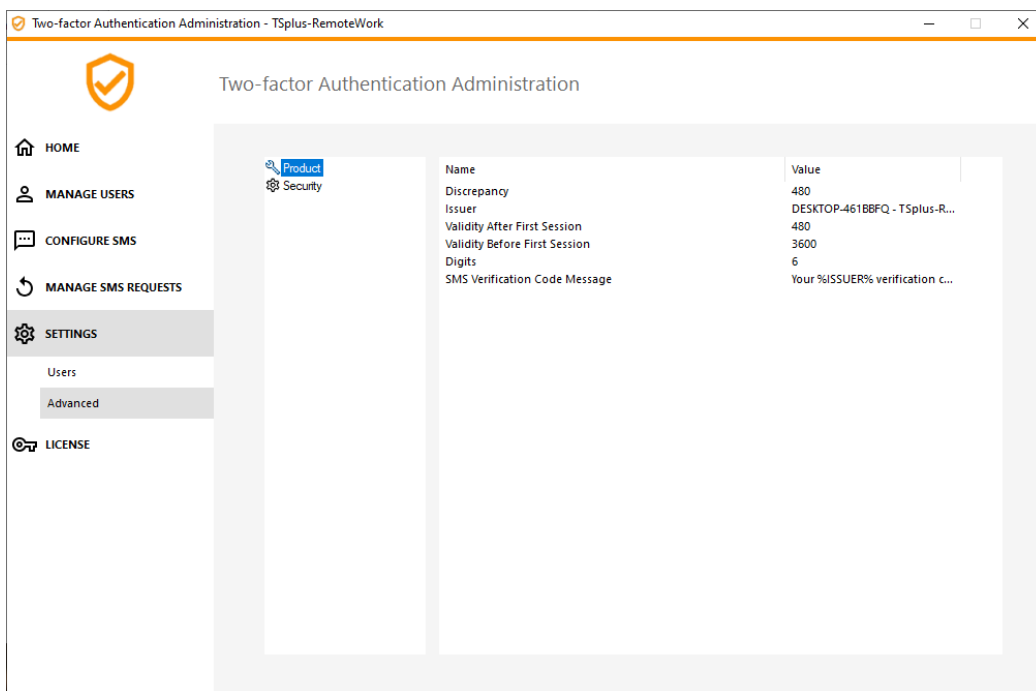 Two-factor Authentication Administration - TSplus-RemoteWork
Two-factor Authentication Administration
HOME
MANAGE USERS
CONFIGURE SMS
MANAGE SMS REQUESTS
SETTINGS
Users
Advanced
LICENSE
Product
Security
Name Value
Discrepancy 480
Issuer DESKTOP-461BBFQ - TSplus-R...
Validity After First Session 480
Validity Before First Session 3600
Digits 6
SMS Verification Code Message Your %ISSUER% verification c...